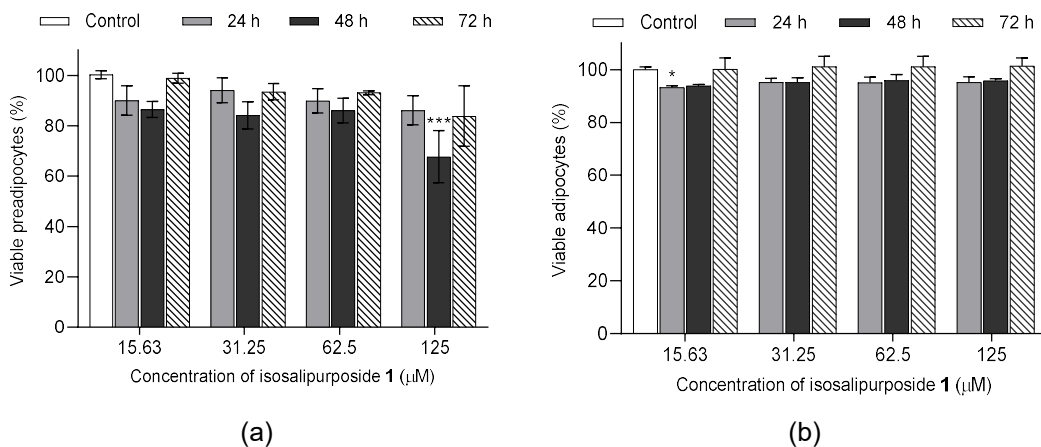 Control 24 h 48 h 72 h
Viable preadipocytes (%)
100
80
60
40
20
0
***
15.63 31.25 62.5 125
Concentration of isosalipurposide 1 (µM)
(a)
Control 24 h 48 h 72 h
Viable adipocytes (%)
100
80
60
40
20
0
*
15.63 31.25 62.5 125
Concentration of isosalipurposide 1 (µM)
(b)